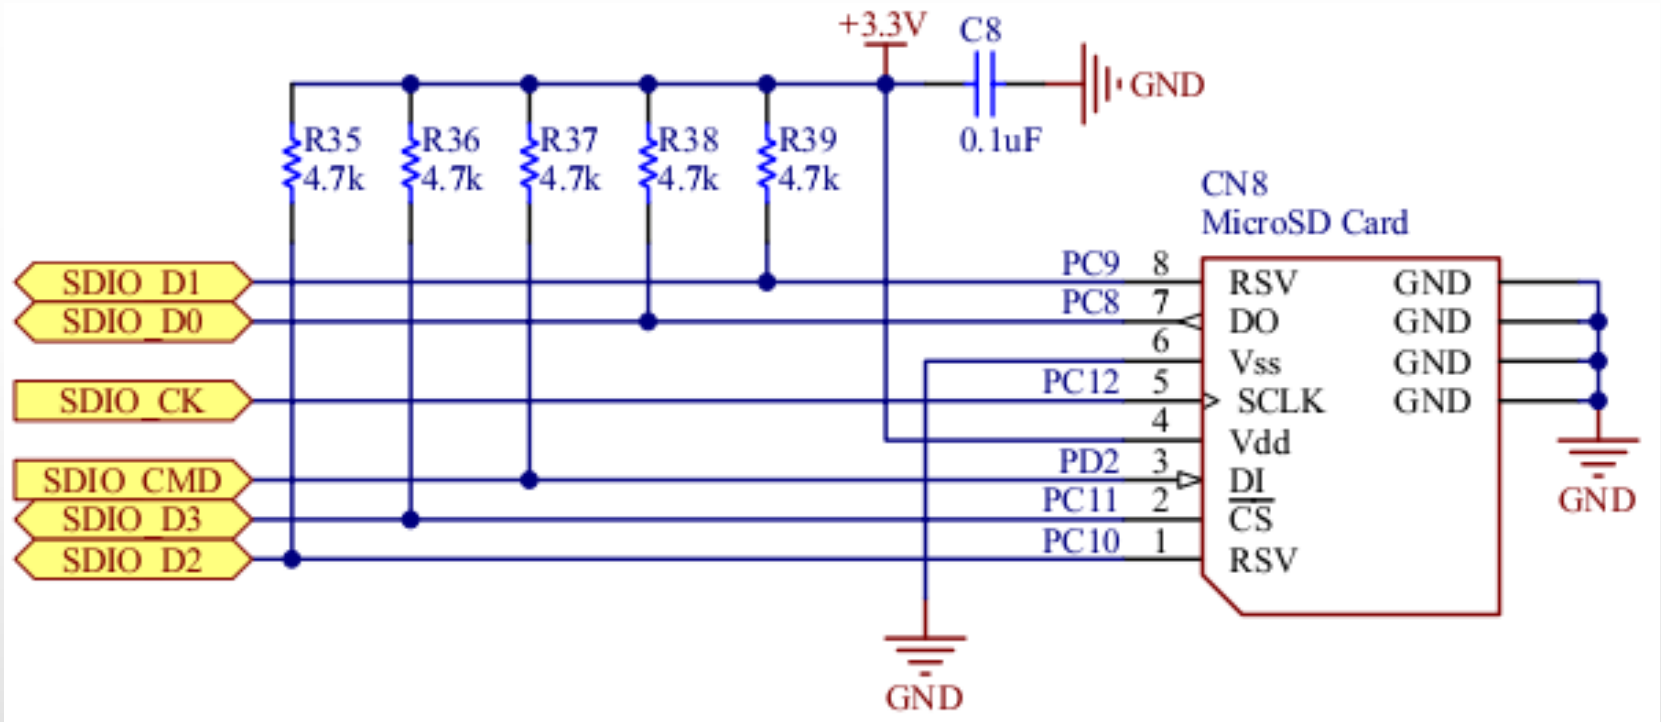 +3.3V
C8
GND
0.1uF
R35
4.7k
R36
4.7k
R37
4.7k
R38
4.7k
R39
4.7k
CN8
MicroSD Card
SDIO_D1
PC9
8
RSV
GND
SDIO_D0
PC8
7
DO
GND
6
Vss
GND
SDIO_CK
PC12
5
SCLK
GND
4
Vdd
SDIO_CMD
PD2
3
DI
SDIO_D3
PC11
2
CS
GND
SDIO_D2
PC10
1
RSV
GND